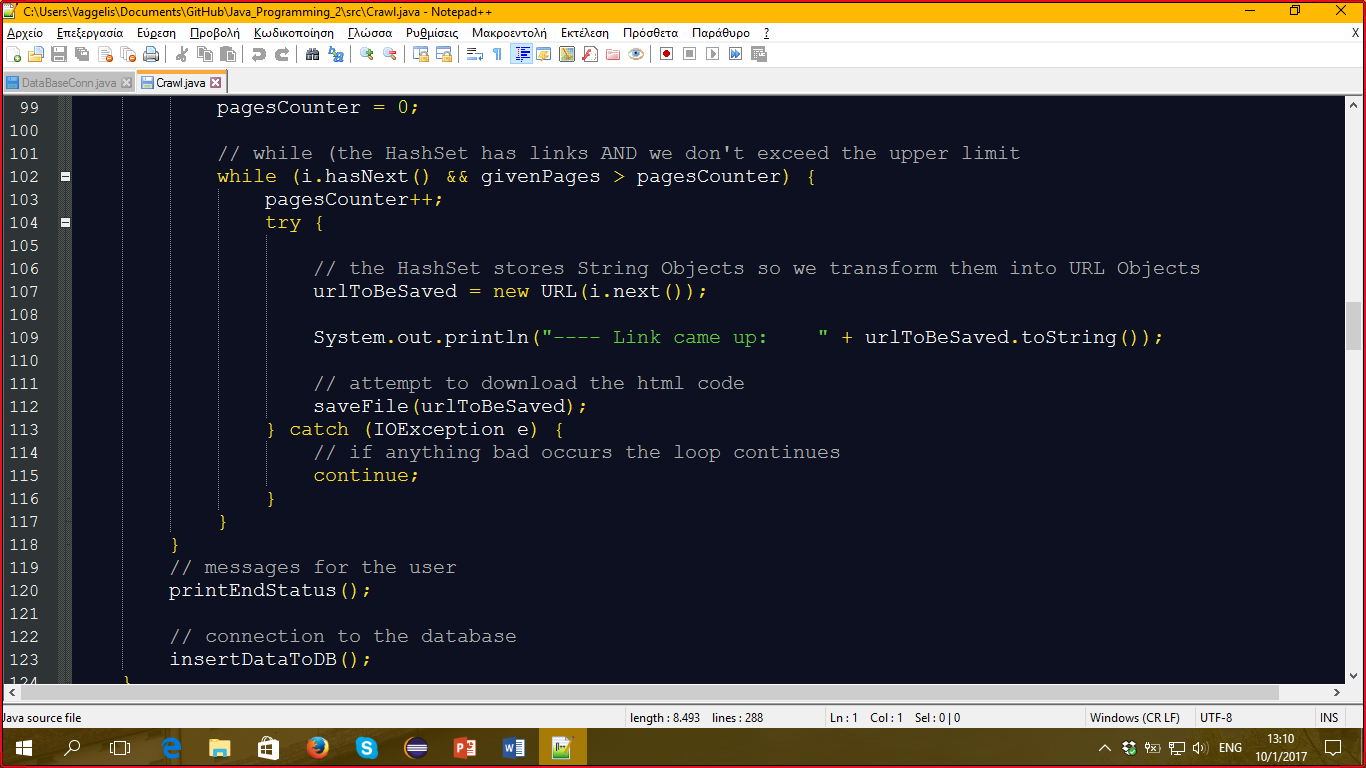 C:\Users\Vaggelis\Documents\GitHub\Java_Programming_2\src\Crawl.java - Notepad++
Αρχείο Επεξεργασία Εύρεση Προβολή Κωδικοποίηση Γλώσσα Ρυθμίσεις Μακροεντολή Εκτέλεση Πρόσθετα Παράθυρο ? X
DataBaseConn.java Crawl.java
99 pagesCounter = 0;
100
101 // while (the HashSet has links AND we don't exceed the upper limit
102 while (i.hasNext() && givenPages > pagesCounter) {
103 pagesCounter++;
104 try {
105
106 // the HashSet stores String Objects so we transform them into URL Objects
107 urlToBeSaved = new URL(i.next());
108
109 System.out.println("---- Link came up:    " + urlToBeSaved.toString());
110
111 // attempt to download the html code
112 saveFile(urlToBeSaved);
113 } catch (IOException e) {
114 // if anything bad occurs the loop continues
115 continue;
116 }
117 }
118 }
119 // messages for the user
120 printEndStatus();
121
122 // connection to the database
123 insertDataToDB();
124 }
Java source file length : 8.493 lines : 288 Ln : 1 Col : 1 Sel : 0 | 0 Windows (CR LF) UTF-8 INS
ENG 13:10
10/1/2017